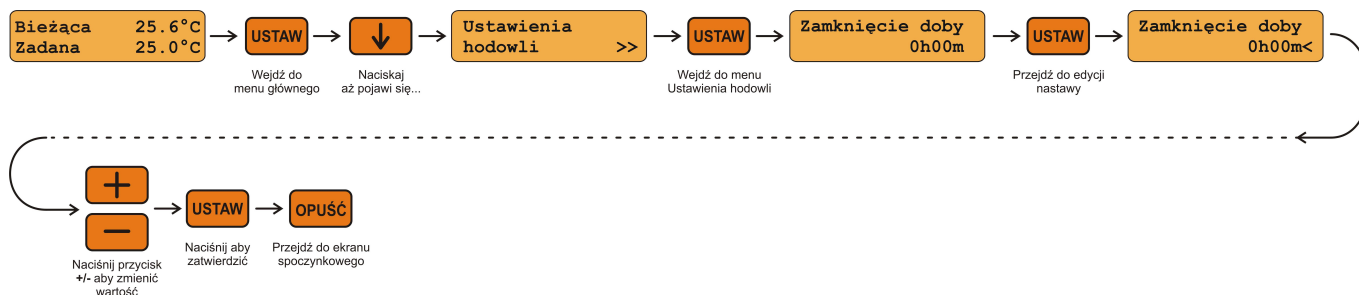 Bieżąca 25.6°C
Zadana 25.0°C
USTAW
Wejdź do
menu głównego
Naciskaj
aż pojawi się...
Ustawienia
hodowli >>
USTAW
Wejdź do menu
Ustawienia hodowli
Zamknięcie doby
0h00m
USTAW
Przejdź do edycji
nastawy
Zamknięcie doby
0h00m<
+
−
Naciśnij przycisk
+/- aby zmienić
wartość
USTAW
Naciśnij aby
zatwierdzić
OPUŚĆ
Przejdź do ekranu
spoczynkowego